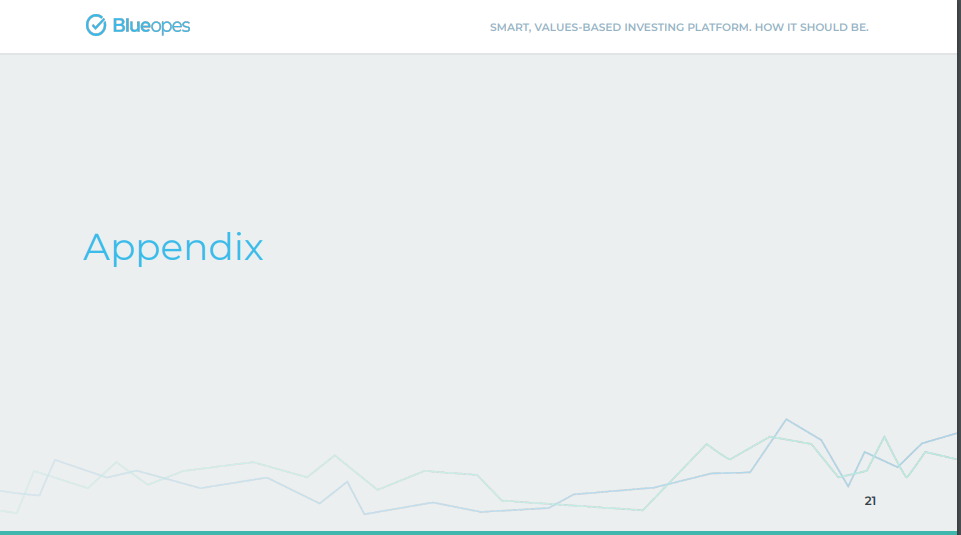 Blueopes
SMART, VALUES-BASED INVESTING PLATFORM. HOW IT SHOULD BE.
Appendix
21